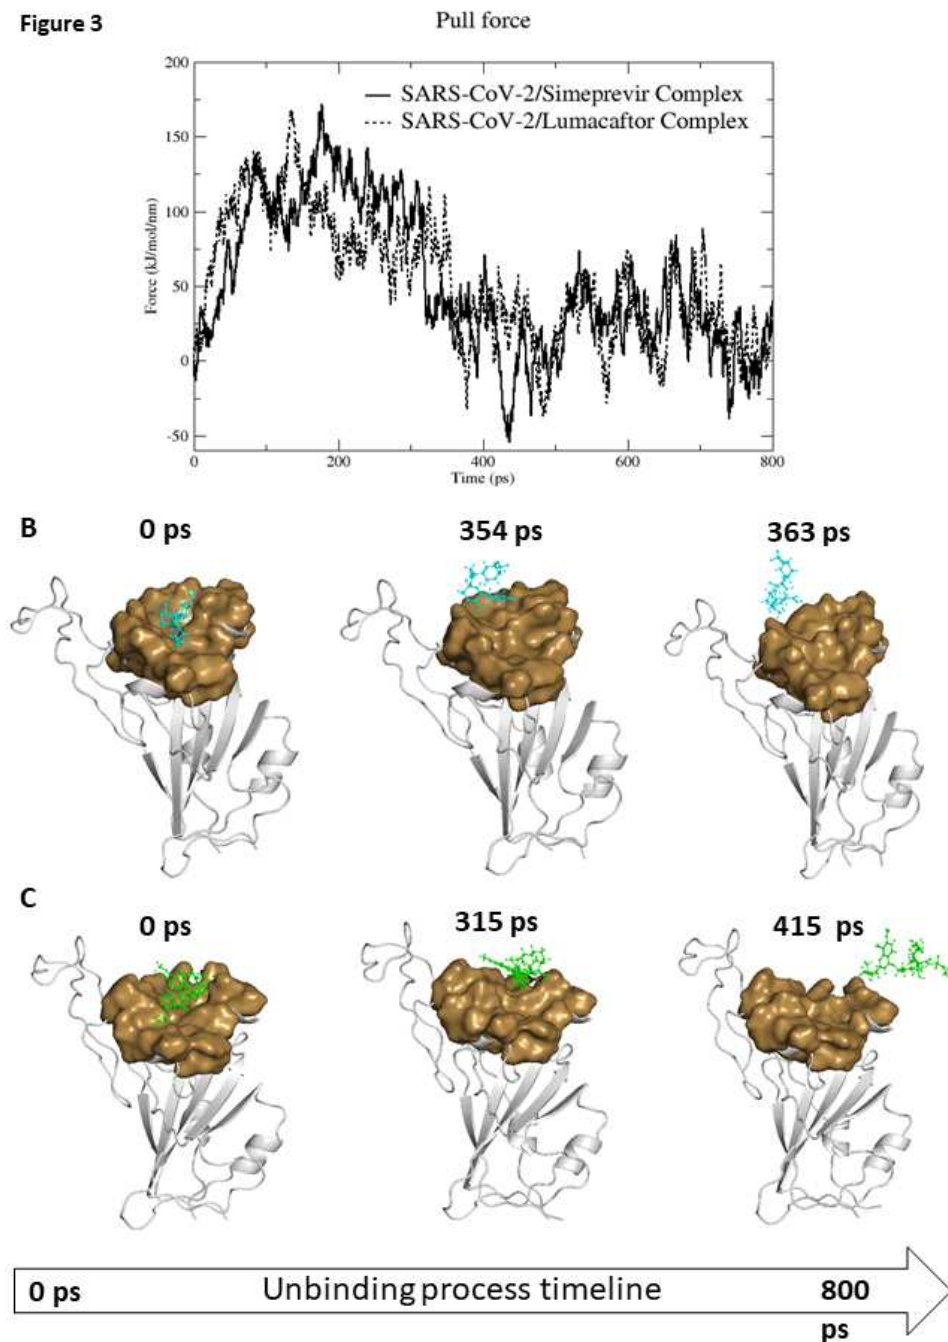 Figure 3
Pull force
200
150
100
50
0
-50
Force (kJ/mol/nm)
SARS-CoV-2/Simeprevir Complex
SARS-CoV-2/Lumacaftor Complex
0 200 400 600 800
Time (ps)
B
0 ps 354 ps 363 ps
C
0 ps 315 ps 415 ps
0 ps Unbinding process timeline 800
ps